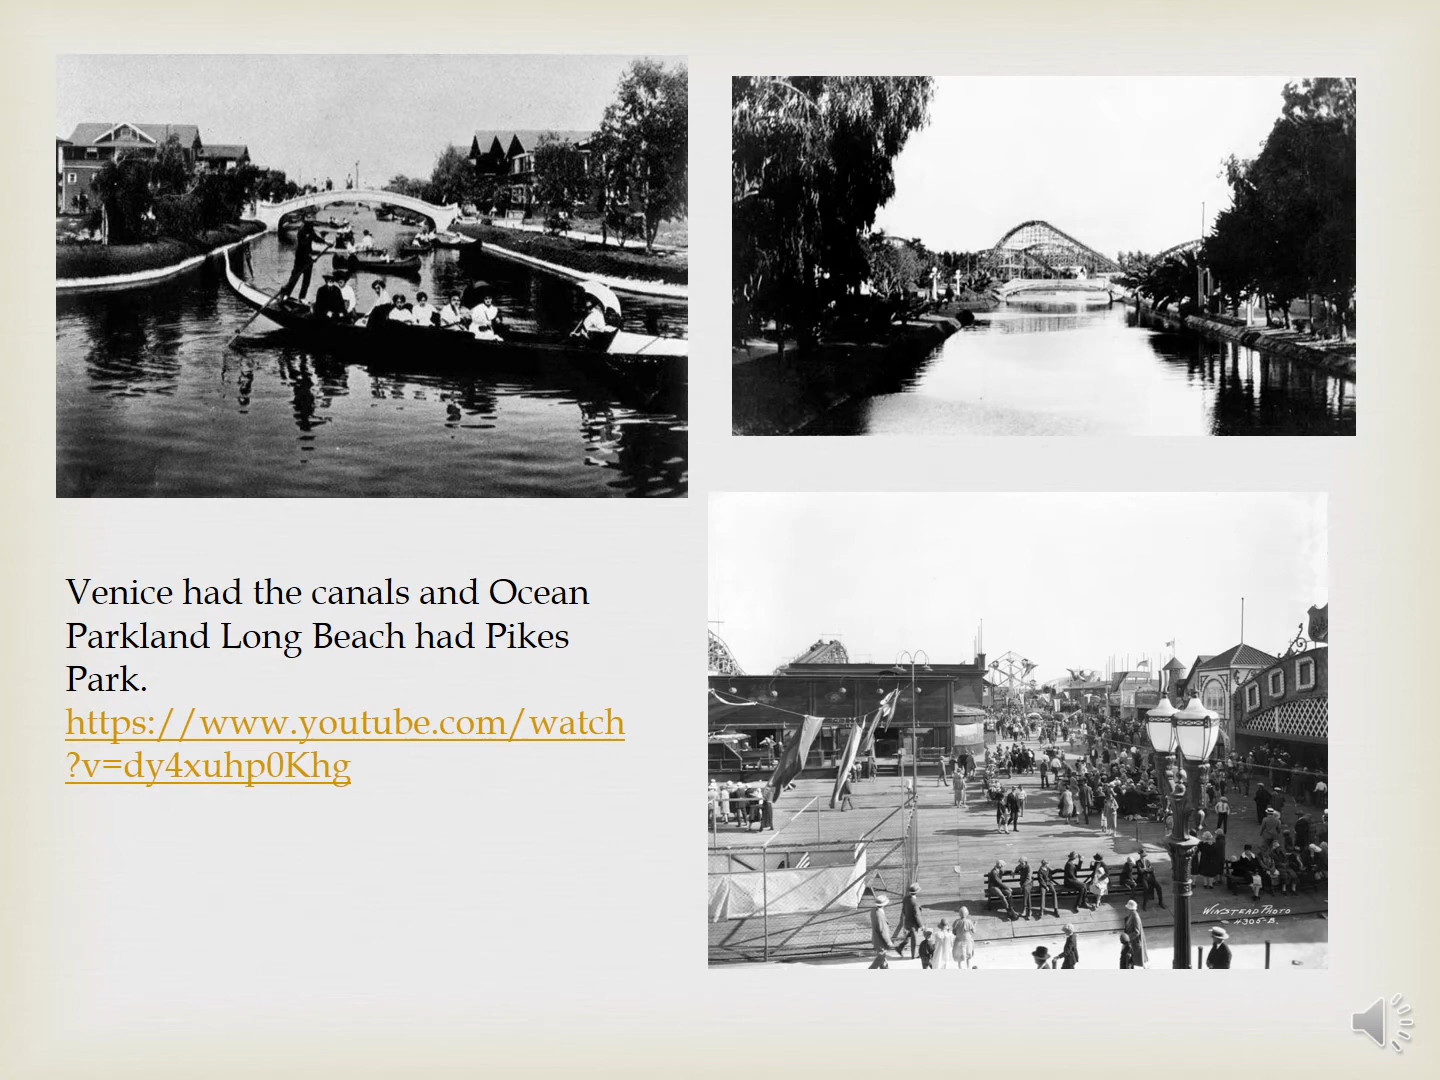 Venice had the canals and Ocean
Parkland Long Beach had Pikes
Park.
https://www.youtube.com/watch
?v=dy4xuhp0Khg
WINSTEAD PHOTO
H305-B.